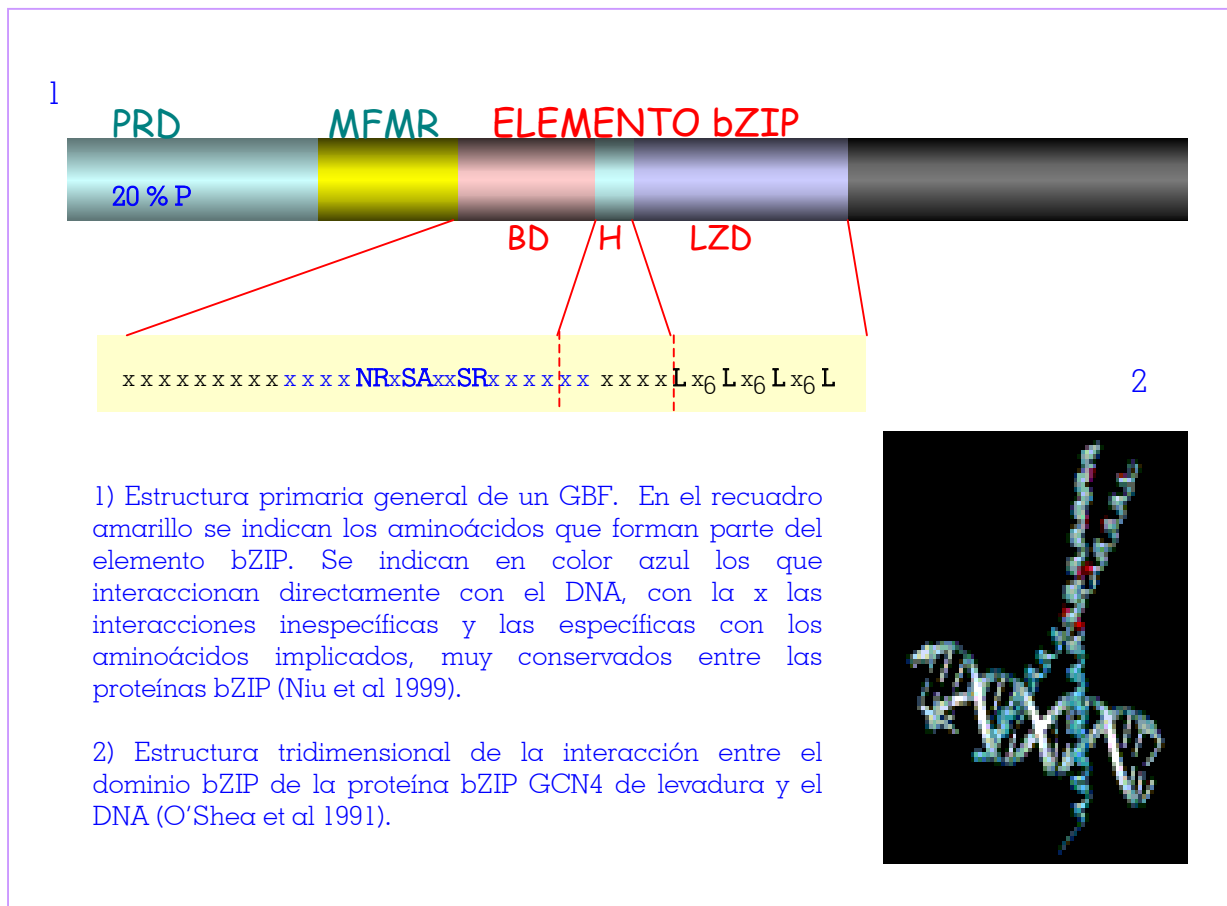 1
PRD MFMR ELEMENTO bZIP
20 % P
BD H LZD
x x x x x x x x x x x x x NRxSAxxSRx x x x x x x x x x L x6 L x6 L x6 L
2
1) Estructura primaria general de un GBF. En el recuadro
amarillo se indican los aminoácidos que forman parte del
elemento bZIP. Se indican en color azul los que
interaccionan directamente con el DNA, con la x las
interacciones inespecíficas y las específicas con los
aminoácidos implicados, muy conservados entre las
proteínas bZIP (Niu et al 1999).
2) Estructura tridimensional de la interacción entre el
dominio bZIP de la proteína bZIP GCN4 de levadura y el
DNA (O’Shea et al 1991).